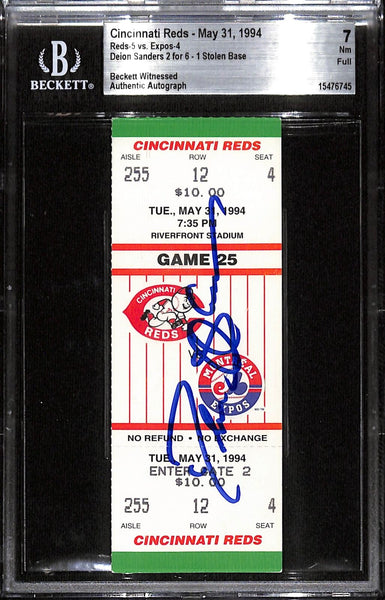 BECKETT®
Cincinnati Reds - May 31, 1994
Reds-5 vs. Expos-4
Deion Sanders 2 for 6 - 1 Stolen Base
Beckett Witnessed
Authentic Autograph
7
Nm
Full
15476745
CINCINNATI REDS
AISLE ROW SEAT
255 12 4
$10.00
TUE., MAY 31, 1994
7:35 PM
RIVERFRONT STADIUM
GAME 25
CINCINNATI
REDS
MONTREAL
EXPOS
NO REFUND • NO EXCHANGE
TUE., MAY 31, 1994
ENTER GATE 2
$10.00
255 12 4
AISLE ROW SEAT
CINCINNATI REDS